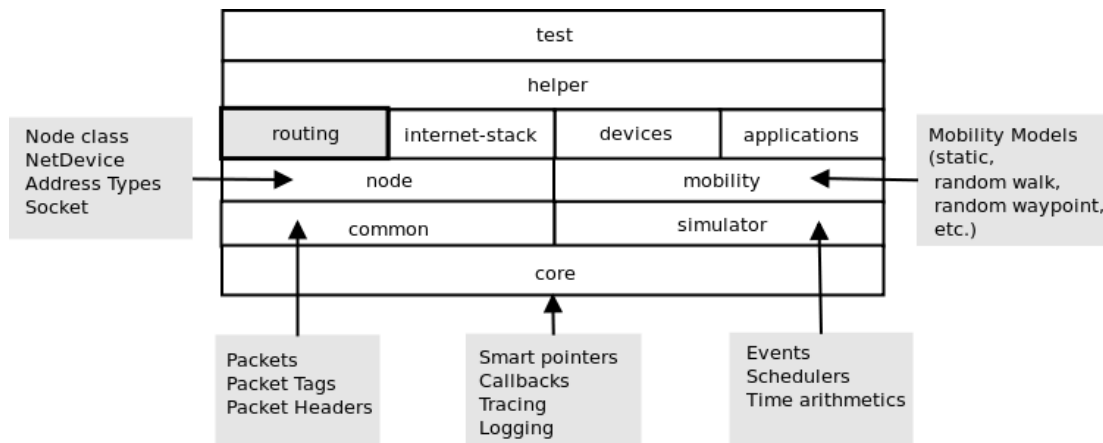 test
helper
routing
internet-stack
devices
applications
Node class
NetDevice
Address Types
Socket
Mobility Models
(static,
random walk,
random waypoint,
etc.)
node
mobility
common
simulator
core
Packets
Packet Tags
Packet Headers
Smart pointers
Callbacks
Tracing
Logging
Events
Schedulers
Time arithmetics